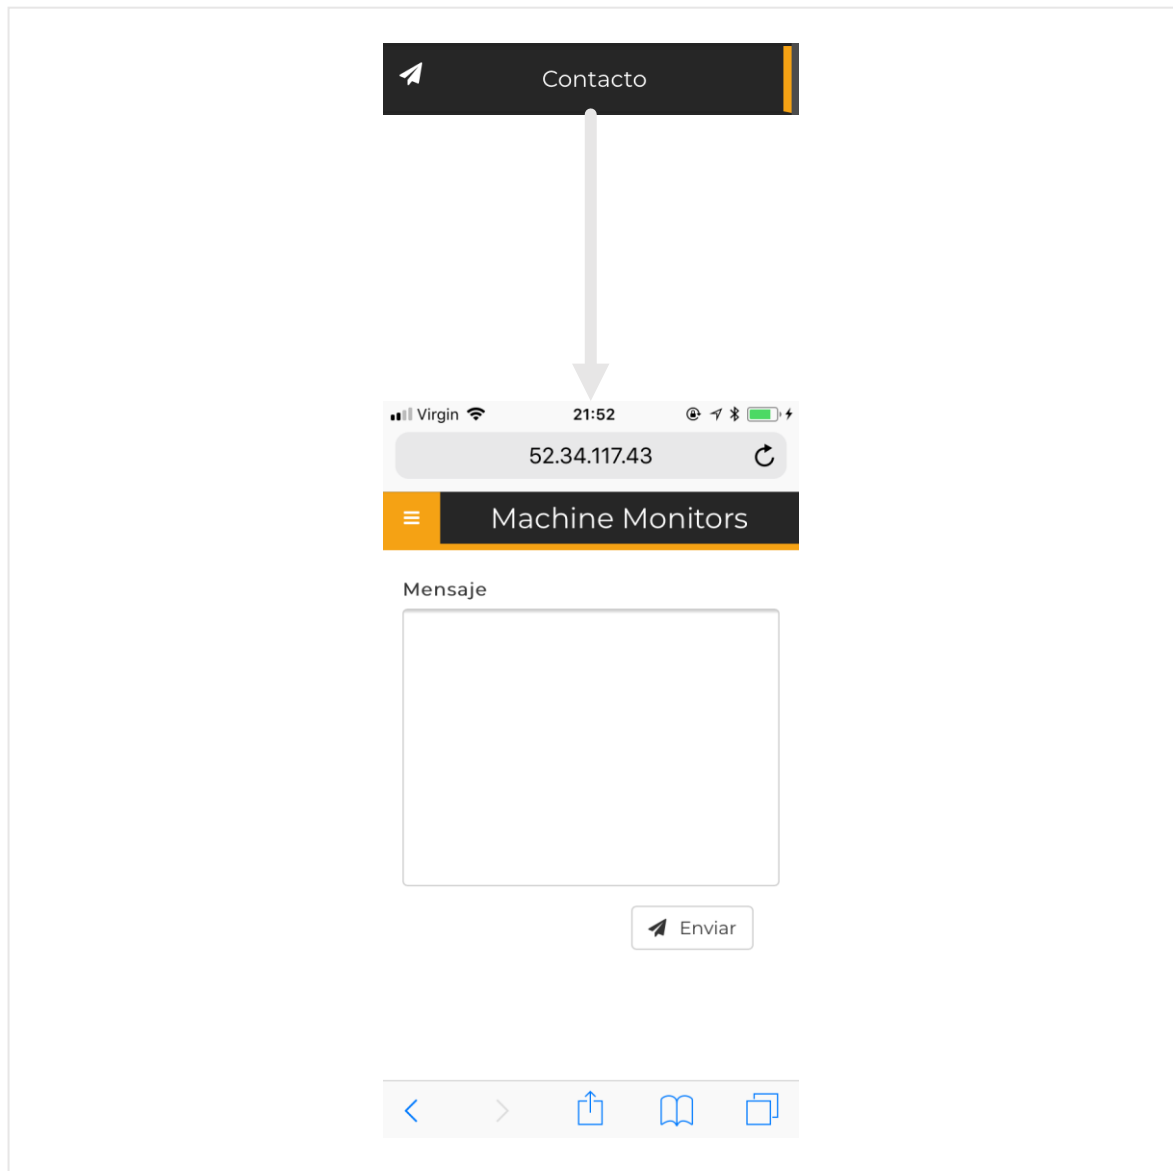 Contacto
Virgin 21:52
52.34.117.43
Machine Monitors
Mensaje
Enviar